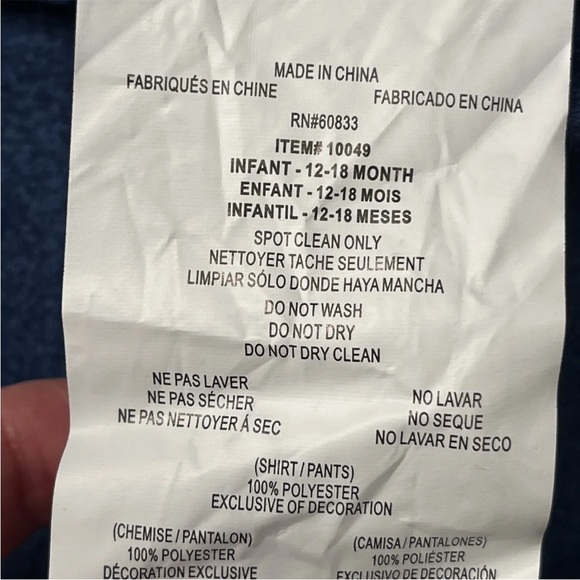 MADE IN CHINA
FABRIQUÉS EN CHINE
FABRICADO EN CHINA
RN#60833
ITEM# 10049
INFANT - 12-18 MONTH
ENFANT - 12-18 MOIS
INFANTIL - 12-18 MESES
SPOT CLEAN ONLY
NETTOYER TACHE SEULEMENT
LIMPIAR SÓLO DONDE HAYA MANCHA
DO NOT WASH
DO NOT DRY
DO NOT DRY CLEAN
NE PAS LAVER
NE PAS SÉCHER
NE PAS NETTOYER Á SEC
NO LAVAR
NO SEQUE
NO LAVAR EN SECO
(SHIRT / PANTS)
100% POLYESTER
EXCLUSIVE OF DECORATION
(CHEMISE / PANTALON)
100% POLYESTER
DÉCORATION EXCLUSIVE
(CAMISA / PANTALONES)
100% POLIÉSTER
EXCLUSIVO DE DECORACIÓN